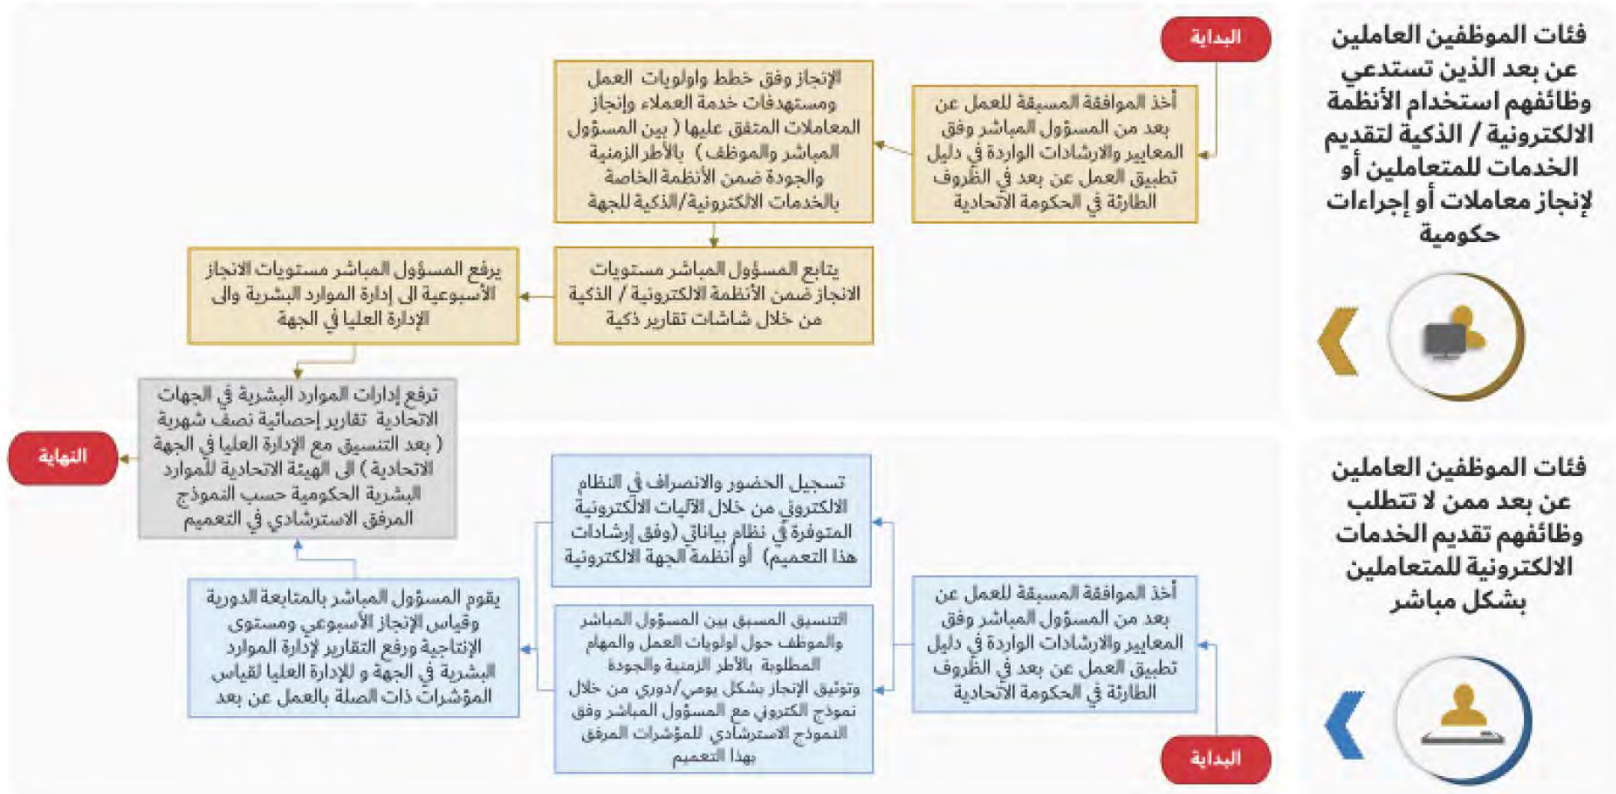 فئات الموظفين العاملين
عن بعد الذين تستدعي
وظائفهم استخدام الأنظمة
الالكترونية / الذكية لتقديم
الخدمات للمتعاملين أو
لإنجاز معاملات أو إجراءات
حكومية
البداية
أخذ الموافقة المسبقة للعمل عن
بعد من المسؤول المباشر وفق
المعايير والارشادات الواردة في دليل
تطبيق العمل عن بعد في الظروف
الطارئة في الحكومة الاتحادية
الإنجاز وفق خطط واولويات العمل
ومستهدفات خدمة العملاء وإنجاز
المعاملات المتفق عليها ( بين المسؤول
المباشر والموظف ) بالأطر الزمنية
والجودة ضمن الأنظمة الخاصة
بالخدمات الالكترونية/الذكية للجهة
يتابع المسؤول المباشر مستويات
الانجاز ضمن الأنظمة الالكترونية / الذكية
من خلال شاشات تقارير ذكية
يرفع المسؤول المباشر مستويات الانجاز
الأسبوعية الى إدارة الموارد البشرية والى
الإدارة العليا في الجهة
ترفع إدارات الموارد البشرية في الجهات
الاتحادية تقارير إحصائية نصف شهرية
( بعد التنسيق مع الإدارة العليا في الجهة
الاتحادية ) الى الهيئة الاتحادية للموارد
البشرية الحكومية حسب النموذج
المرفق الاسترشادي في التعميم
النهاية
فئات الموظفين العاملين
عن بعد ممن لا تتطلب
وظائفهم تقديم الخدمات
الالكترونية للمتعاملين
بشكل مباشر
البداية
أخذ الموافقة المسبقة للعمل عن
بعد من المسؤول المباشر وفق
المعايير والارشادات الواردة في دليل
تطبيق العمل عن بعد في الظروف
الطارئة في الحكومة الاتحادية
تسجيل الحضور والانصراف في النظام
الالكتروني من خلال الآليات الالكترونية
المتوفرة في نظام بياناتي (وفق إرشادات
هذا التعميم) أو أنظمة الجهة الالكترونية
التنسيق المسبق بين المسؤول المباشر
والموظف حول اولويات العمل والمهام
المطلوبة بالأطر الزمنية والجودة
وتوثيق الإنجاز بشكل يومي/دوري من خلال
نموذج الكتروني مع المسؤول المباشر وفق
النموذج الاسترشادي للمؤشرات المرفق
بهذا التعميم
يقوم المسؤول المباشر بالمتابعة الدورية
وقياس الإنجاز الأسبوعي ومستوى
الإنتاجية ورفع التقارير لإدارة الموارد
البشرية في الجهة و للإدارة العليا لقياس
المؤشرات ذات الصلة بالعمل عن بعد